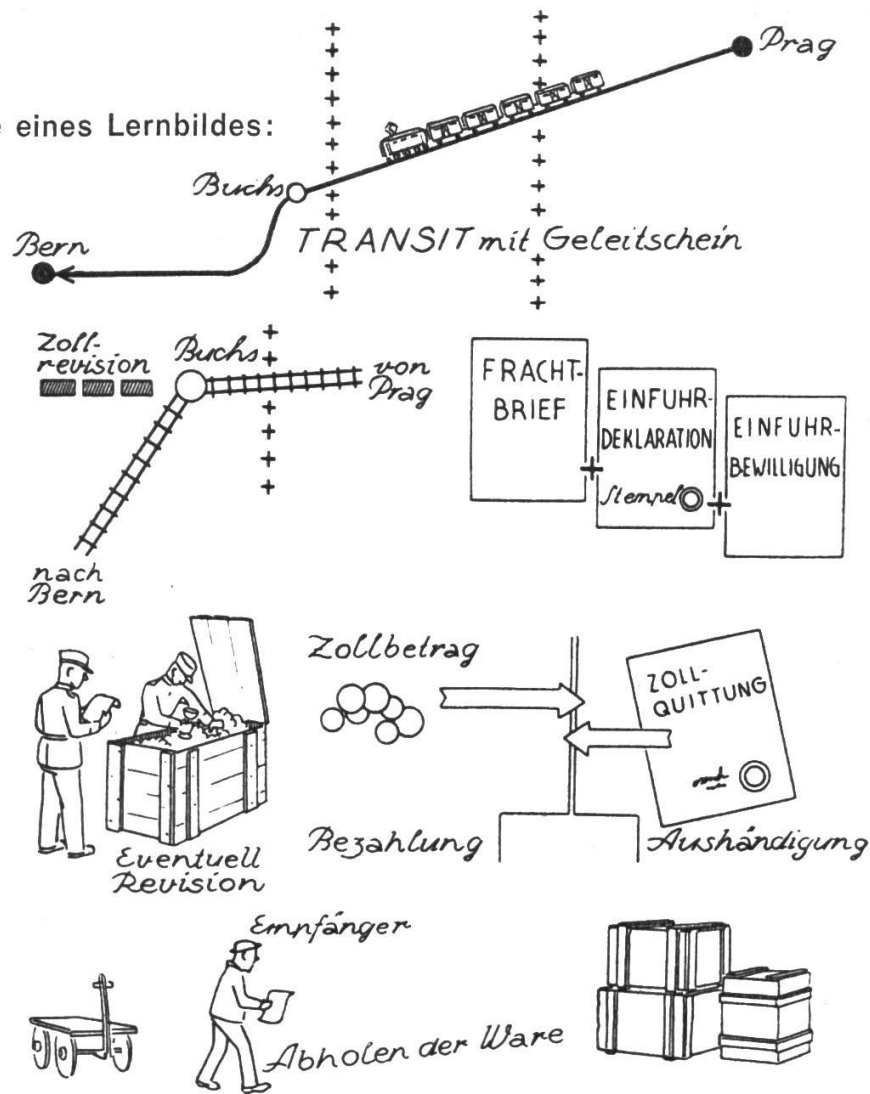 eines Lernbildes:
Prag
Buchs
Bern
TRANSIT mit Geleitschein
Zoll-
revision
Buchs
von
Prag
nach
Bern
FRACHT-
BRIEF
EINFUHR-
DEKLARATION
Stempel
EINFUHR-
BEWILLIGUNG
Eventuell
Revision
Zollbetrag
ZOLL-
QUITTUNG
Bezahlung
Aushändigung
Empfänger
Abholen der Ware